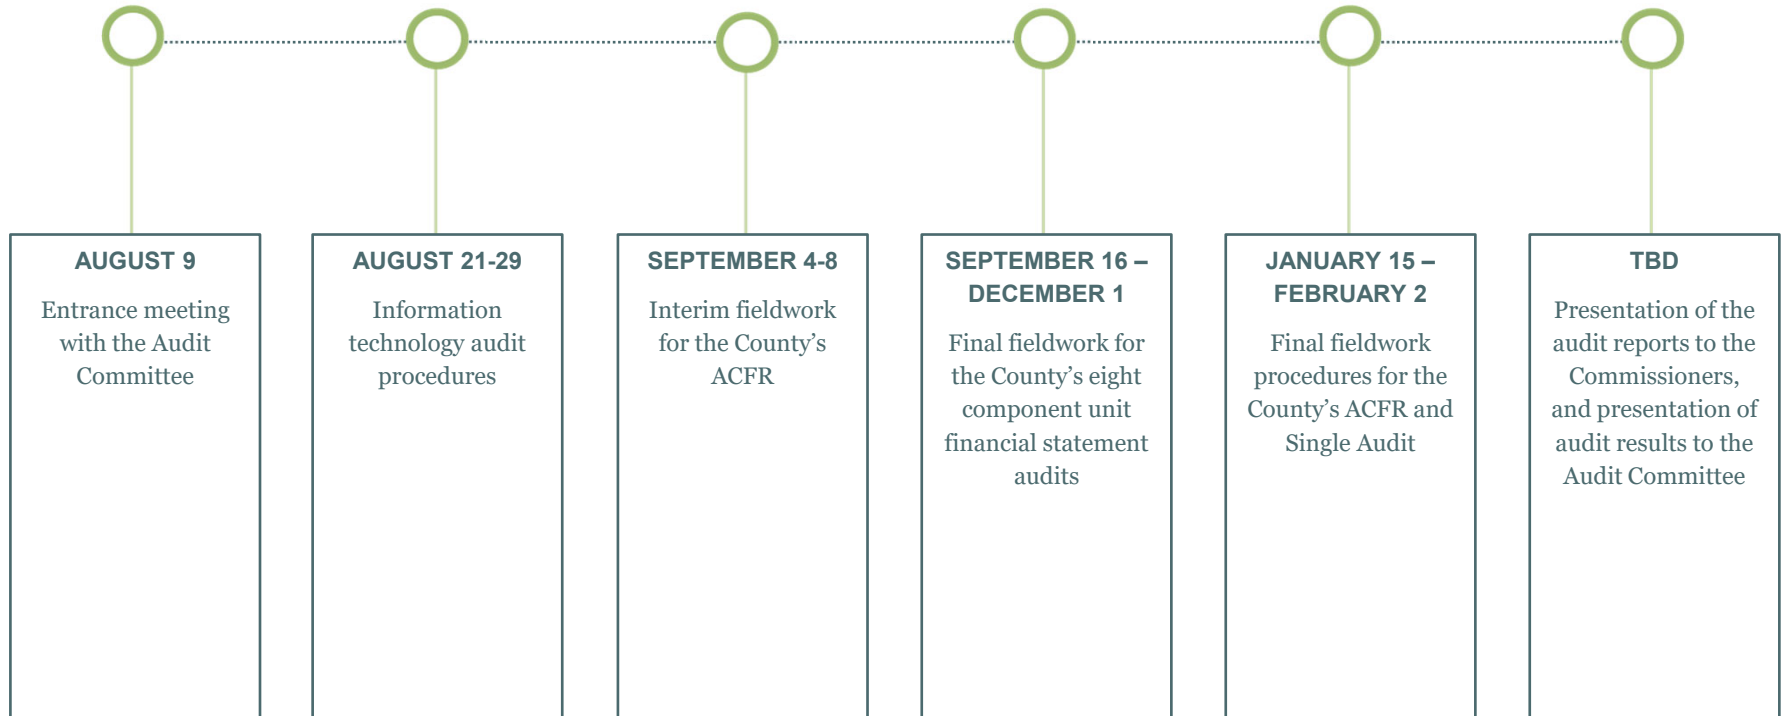 AUGUST 9
Entrance meeting
with the Audit
Committee
AUGUST 21-29
Information
technology audit
procedures
SEPTEMBER 4-8
Interim fieldwork
for the County’s
ACFR
SEPTEMBER 16 –
DECEMBER 1
Final fieldwork for
the County’s eight
component unit
financial statement
audits
JANUARY 15 –
FEBRUARY 2
Final fieldwork
procedures for the
County’s ACFR and
Single Audit
TBD
Presentation of the
audit reports to the
Commissioners,
and presentation of
audit results to the
Audit Committee